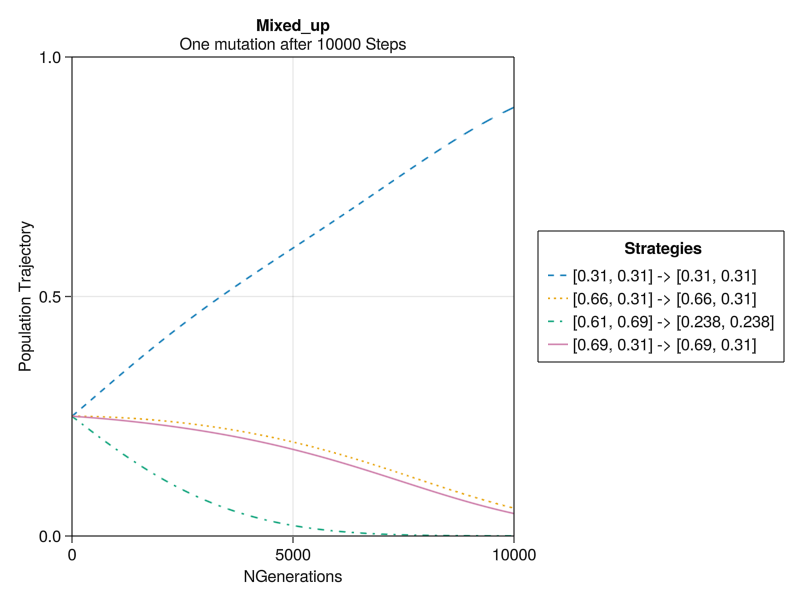 Mixed_up
One mutation after 10000 Steps
1.0
0.5
0.0
Population Trajectory
0
5000
10000
NGenerations
Strategies
[0.31, 0.31] -> [0.31, 0.31]
[0.66, 0.31] -> [0.66, 0.31]
[0.61, 0.69] -> [0.238, 0.238]
[0.69, 0.31] -> [0.69, 0.31]